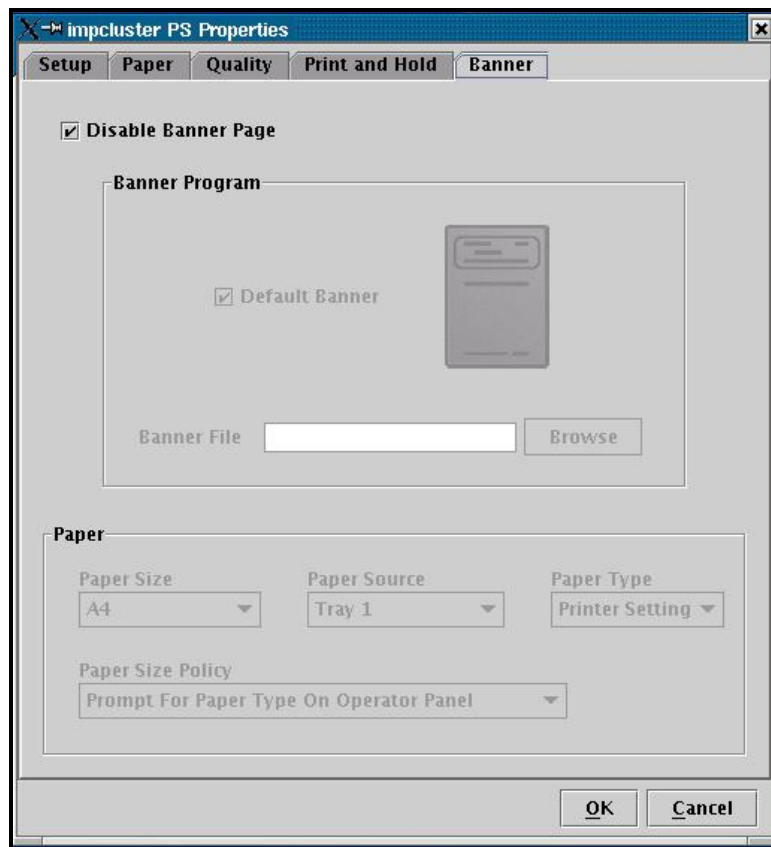 impcluster PS Properties
Setup Paper Quality Print and Hold Banner
Disable Banner Page
Banner Program
Default Banner
Banner File Browse
Paper
Paper Size Paper Source Paper Type
A4 Tray 1 Printer Setting
Paper Size Policy
Prompt For Paper Type On Operator Panel
OK Cancel